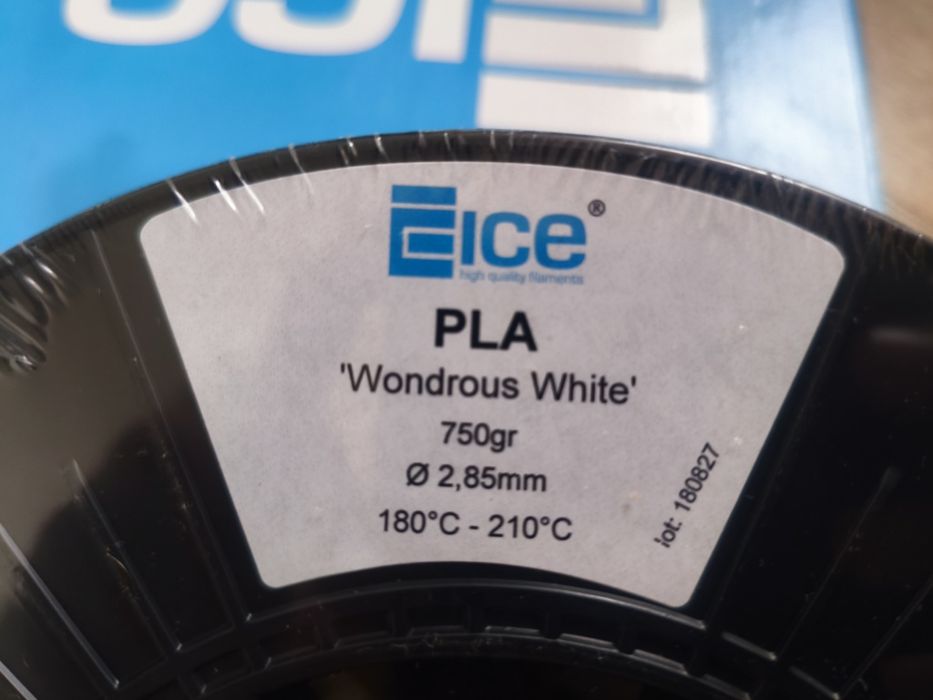 ICE®
high quality filaments
PLA
'Wondrous White'
750gr
Ø 2,85mm
180°C - 210°C
lot: 180827